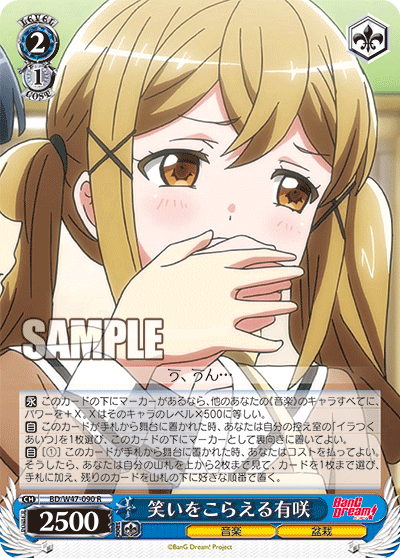 LEVEL
2
1
COST
SAMPLE
う、うん…
永 このカードの下にマーカーがあるなら、他のあなたの《音楽》のキャラすべてに、
パワーを＋X。Xはそのキャラのレベル×500に等しい。
自 このカードが手札から舞台に置かれた時、あなたは自分の控え室の「イラつく
あいつ」を1枚選び、このカードの下にマーカーとして裏向きに置いてよい。
自 [①] このカードが手札から舞台に置かれた時、あなたはコストを払ってよい。
そうしたら、あなたは自分の山札を上から2枚まで見て、カードを1枚まで選び、
手札に加え、残りのカードを山札の下に好きな順番で置く。
CH BD/W47-090 R
2500
笑いをこらえる有咲
音楽 盆栽
BanG Dream!
©BanG Dream! Project